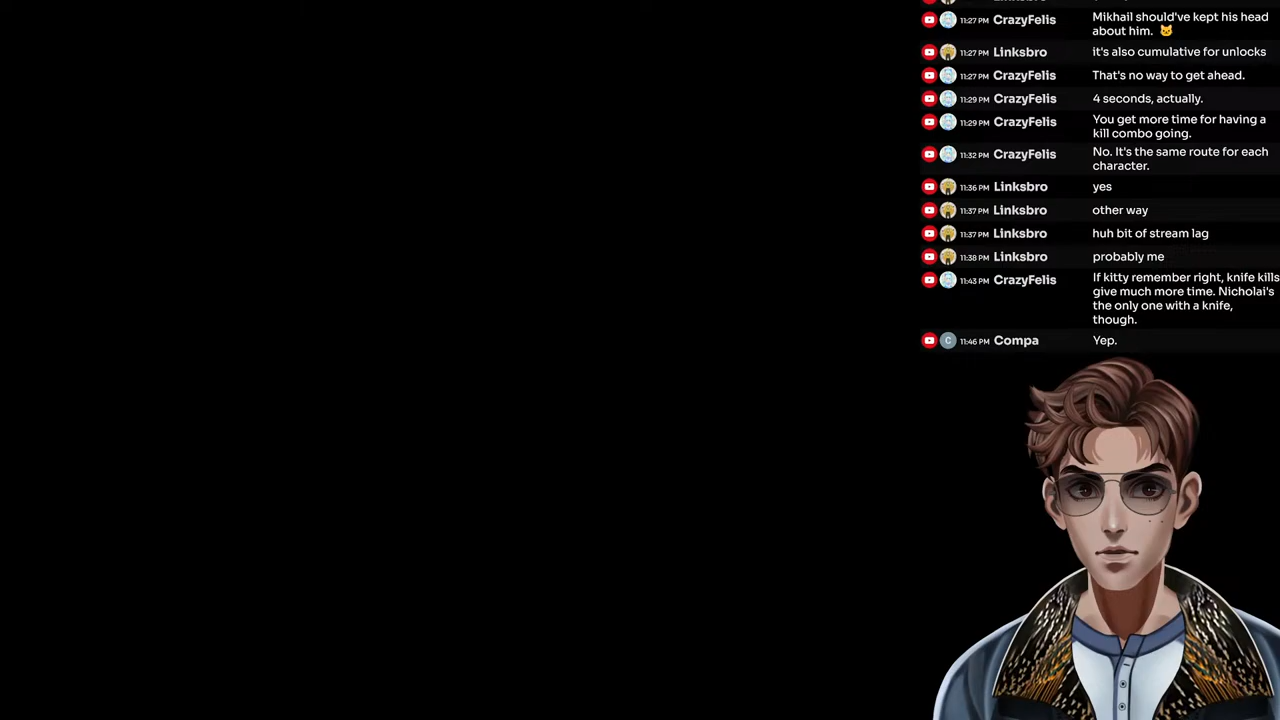 11:27 PM CrazyFelis Mikhail should've kept his head
about him.
11:27 PM Linksbro it's also cumulative for unlocks
11:27 PM CrazyFelis That's no way to get ahead.
11:29 PM CrazyFelis 4 seconds, actually.
11:29 PM CrazyFelis You get more time for having a
kill combo going.
11:32 PM CrazyFelis No. It's the same route for each
character.
11:36 PM Linksbro yes
11:37 PM Linksbro other way
11:37 PM Linksbro huh bit of stream lag
11:38 PM Linksbro probably me
11:43 PM CrazyFelis If kitty remember right, knife kills
give much more time. Nicholai's
the only one with a knife,
though.
C 11:46 PM Compa Yep.